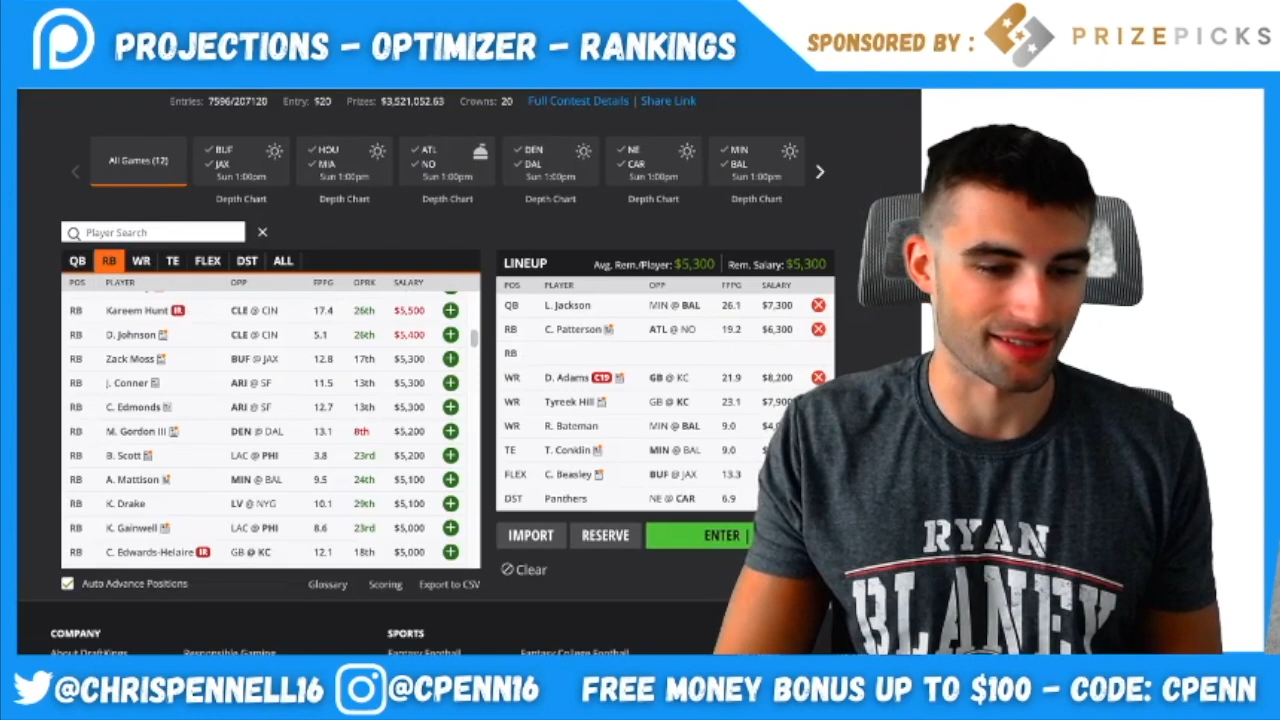 PROJECTIONS - OPTIMIZER - RANKINGS
SPONSORED BY : PRIZEPICKS
Entries: 7596/207120 Entry: $20 Prizes: $3,521,052.63 Crowns: 20 Full Contest Details | Share Link
All Games (12)
BUF JAX Sun 1:00pm
HOU MIA Sun 1:00pm
ATL NO Sun 1:00pm
DEN DAL Sun 1:00pm
NE CAR Sun 1:00pm
MIN BAL Sun 1:00pm
Depth Chart Depth Chart Depth Chart Depth Chart Depth Chart Depth Chart
Player Search
QB RB WR TE FLEX DST ALL
POS PLAYER OPP FPPG OPRK SALARY
RB Kareem Hunt IR CLE @ CIN 17.4 26th $5,500
RB D. Johnson CLE @ CIN 5.1 26th $5,400
RB Zack Moss BUF @ JAX 12.8 17th $5,300
RB J. Conner ARI @ SF 11.5 13th $5,300
RB C. Edmonds ARI @ SF 12.7 13th $5,300
RB M. Gordon III DEN @ DAL 13.1 8th $5,200
RB B. Scott LAC @ PHI 3.8 23rd $5,200
RB A. Mattison MIN @ BAL 9.5 24th $5,100
RB K. Drake LV @ NYG 10.1 29th $5,100
RB K. Gainwell LAC @ PHI 8.6 23rd $5,000
RB C. Edwards-Helaire IR GB @ KC 12.1 18th $5,000
Auto Advance Positions Glossary Scoring Export to CSV
LINEUP Avg. Rem./Player: $5,300 Rem. Salary: $5,300
POS PLAYER OPP FPPG SALARY
QB L. Jackson MIN @ BAL 26.1 $7,300
RB C. Patterson ATL @ NO 19.2 $6,300
RB
WR D. Adams C19 GB @ KC 21.9 $8,200
WR Tyreek Hill GB @ KC 23.1 $7,900
WR R. Bateman MIN @ BAL 9.0
TE T. Conklin MIN @ BAL 9.0
FLEX C. Beasley BUF @ JAX 13.3
DST Panthers NE @ CAR 6.9
IMPORT RESERVE ENTER |
Clear
COMPANY SPORTS
About DraftKings Responsible Gaming Fantasy Football Fantasy College Football
RYAN
BLANEY
@CHRISPENNELL16 @CPENN16 FREE MONEY BONUS UP TO $100 - CODE: CPENN